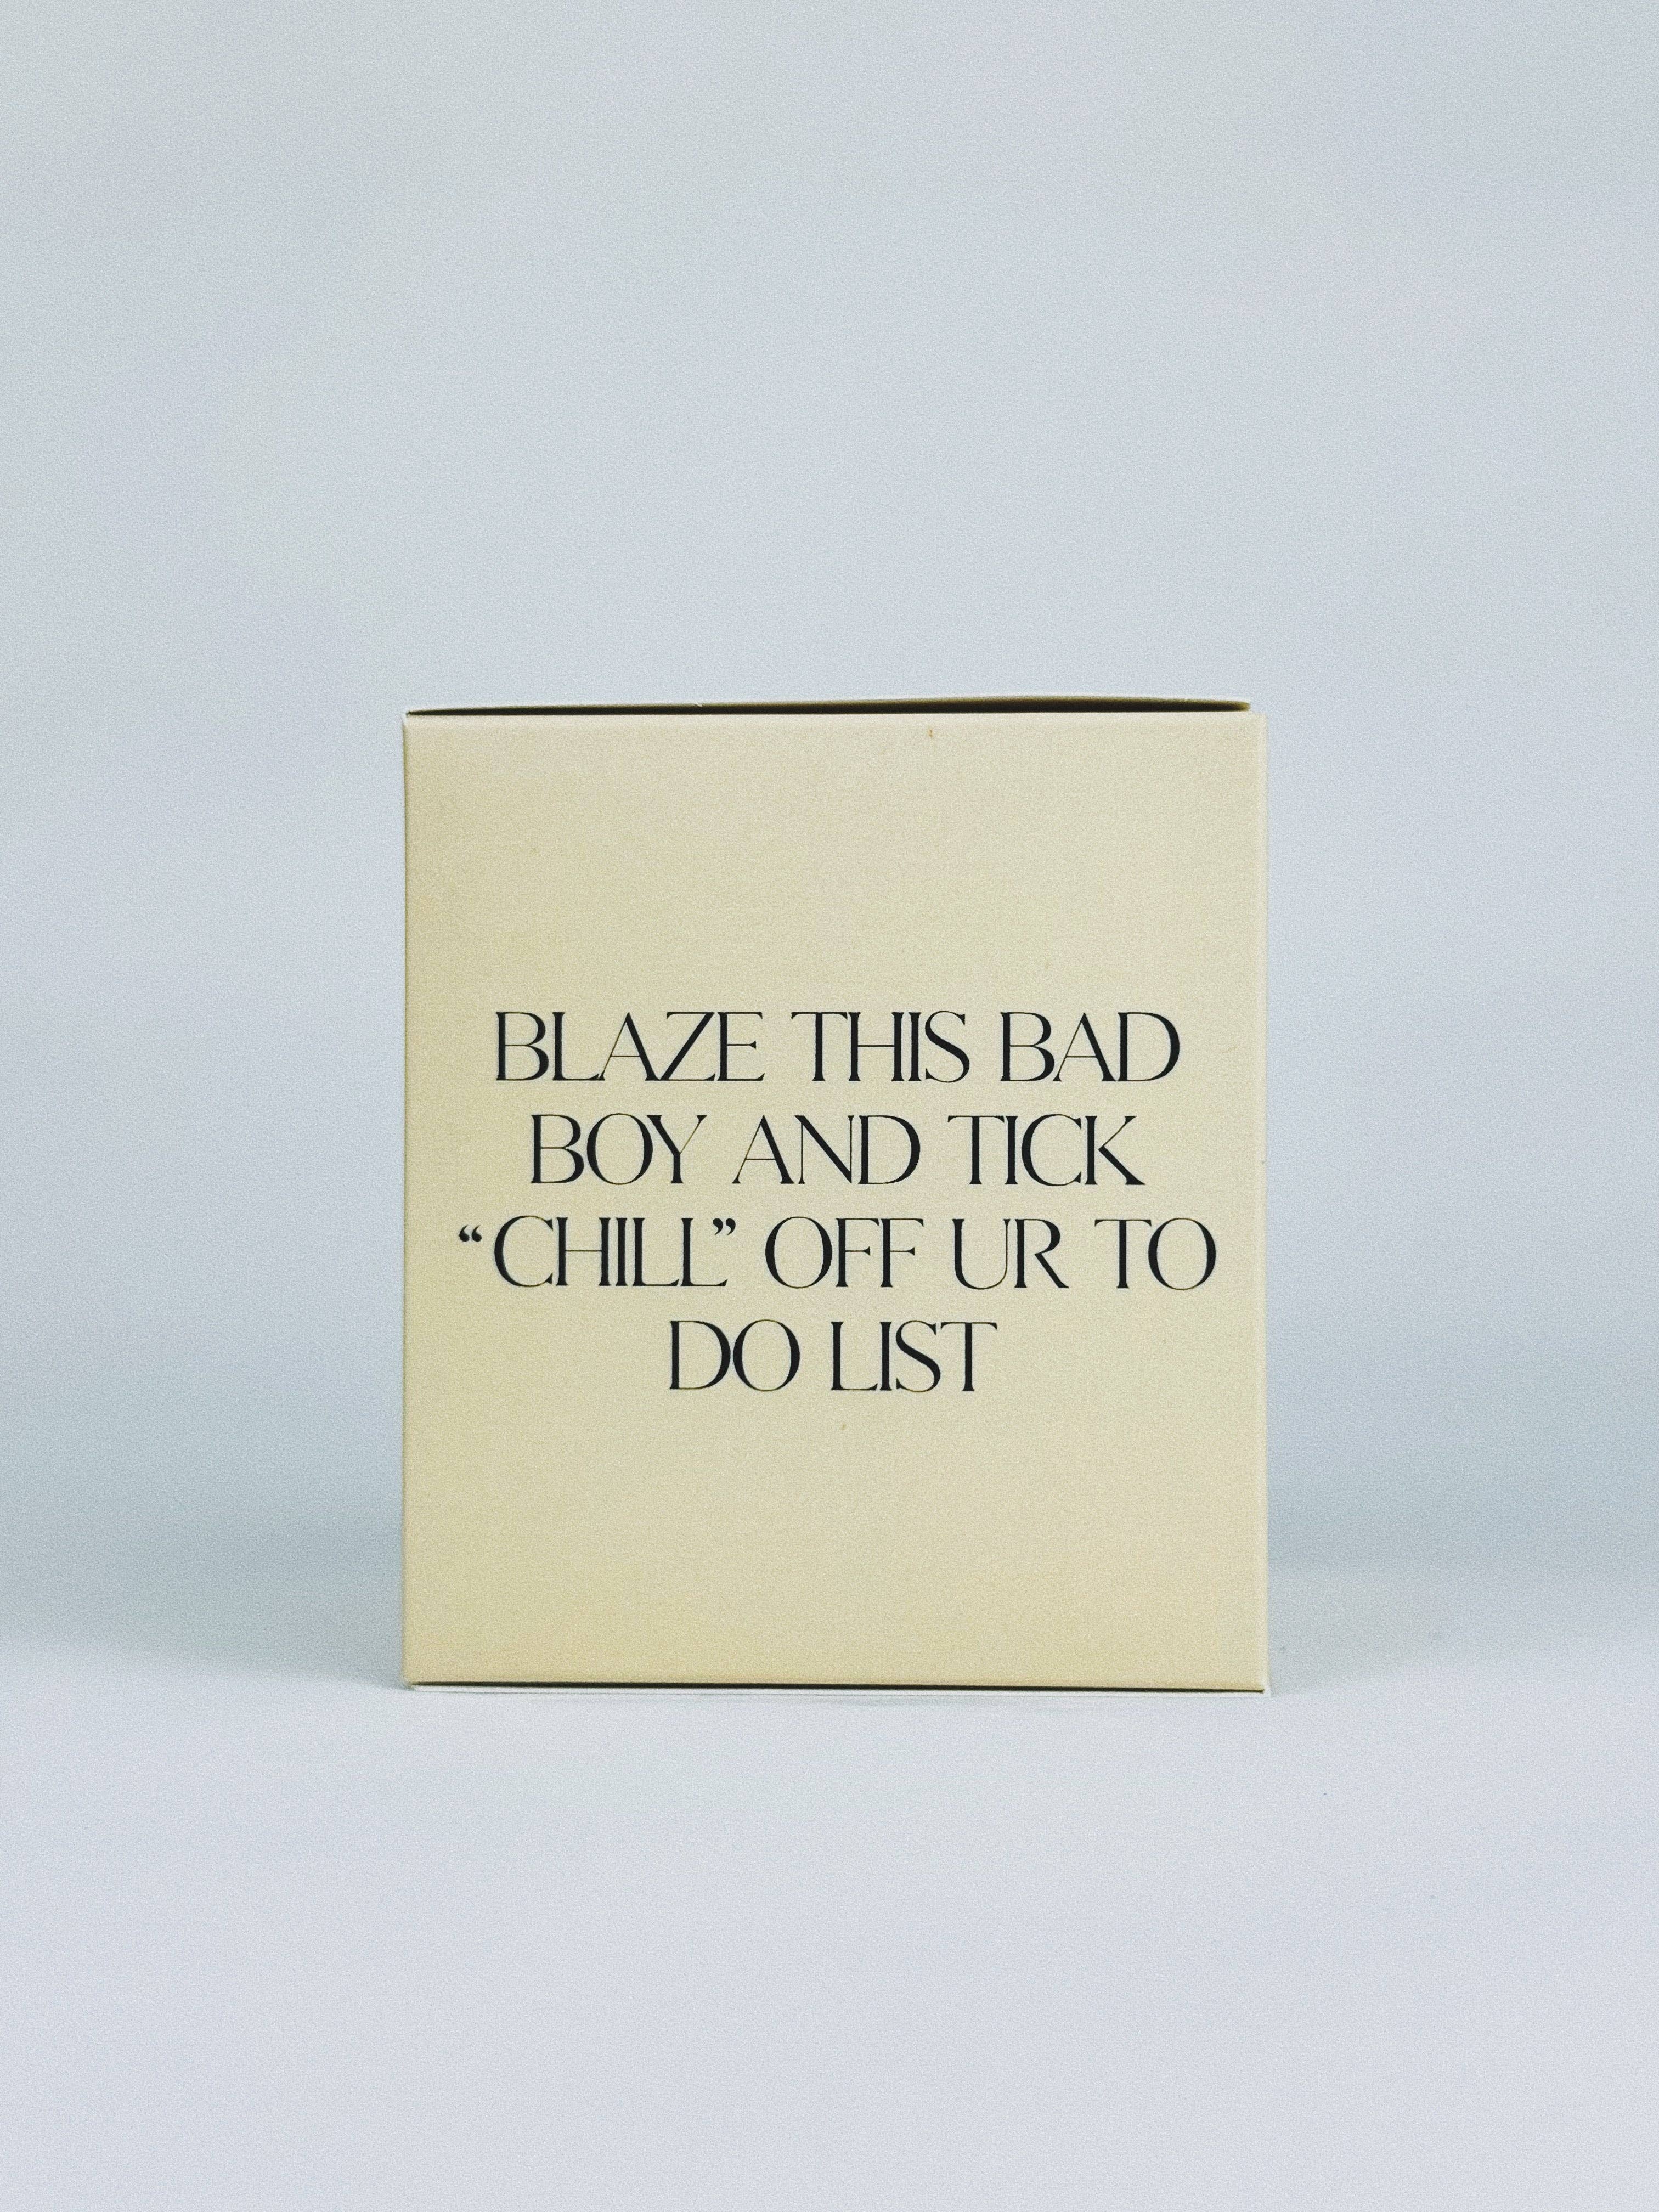 BLAZE THIS BAD
BOY AND TICK
“CHILL” OFF UR TO
DO LIST